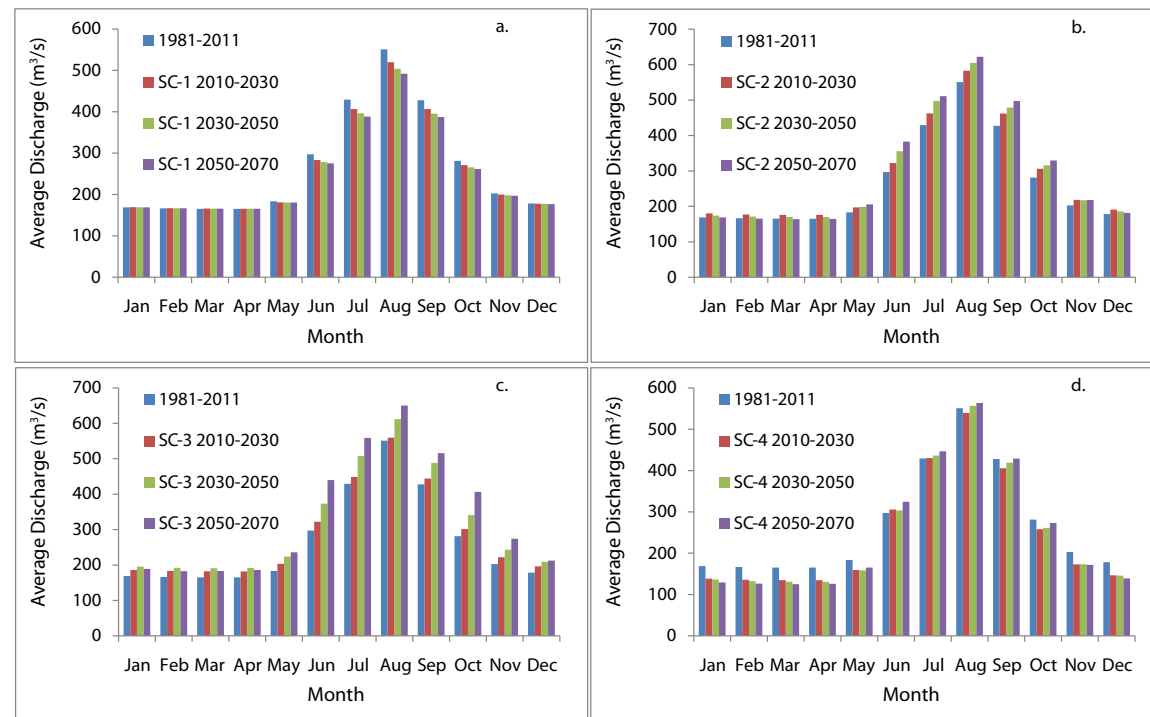 a.
Average Discharge (m³/s)
600
500
400
300
200
100
0
1981-2011
SC-1 2010-2030
SC-1 2030-2050
SC-1 2050-2070
Jan Feb Mar Apr May Jun Jul Aug Sep Oct Nov Dec
Month
b.
Average Discharge (m³/s)
700
600
500
400
300
200
100
0
1981-2011
SC-2 2010-2030
SC-2 2030-2050
SC-2 2050-2070
Jan Feb Mar Apr May Jun Jul Aug Sep Oct Nov Dec
Month
c.
Average Discharge (m³/s)
700
600
500
400
300
200
100
0
1981-2011
SC-3 2010-2030
SC-3 2030-2050
SC-3 2050-2070
Jan Feb Mar Apr May Jun Jul Aug Sep Oct Nov Dec
Month
d.
Average Discharge (m³/s)
600
500
400
300
200
100
0
1981-2011
SC-4 2010-2030
SC-4 2030-2050
SC-4 2050-2070
Jan Feb Mar Apr May Jun Jul Aug Sep Oct Nov Dec
Month